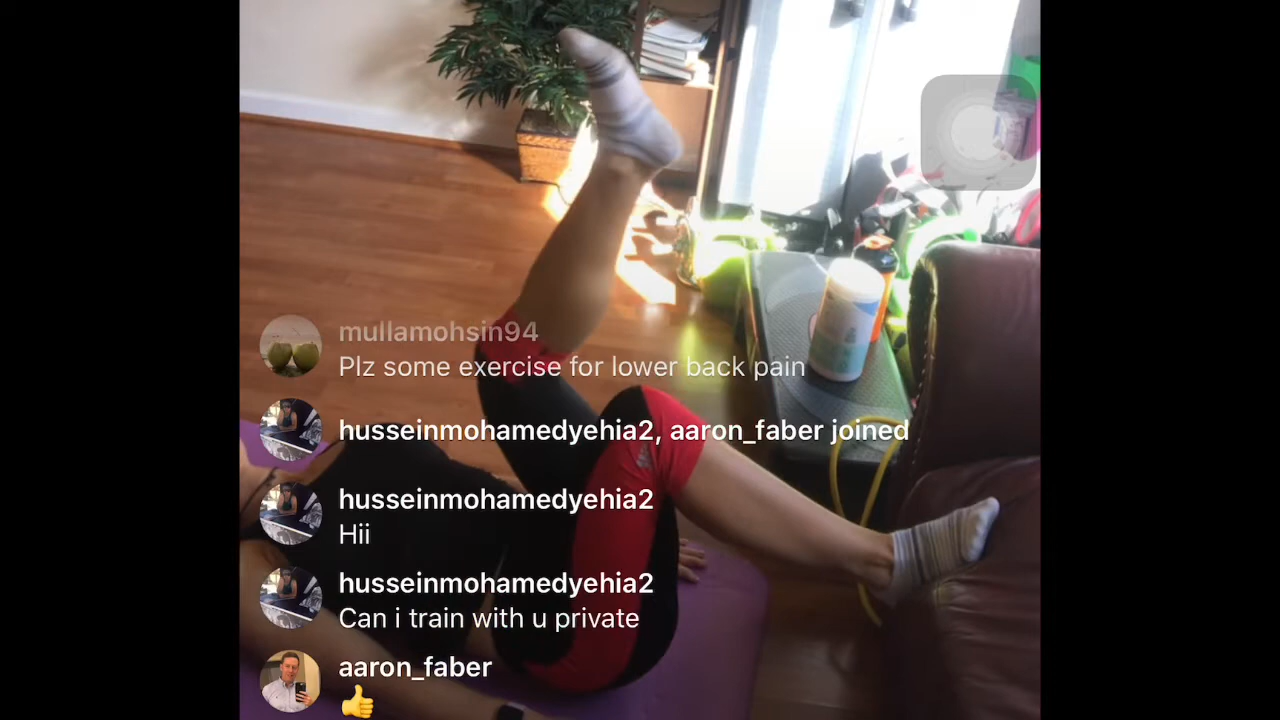 mullamohsin94
Plz some exercise for lower back pain
husseinmohamedyehia2, aaron_faber joined
husseinmohamedyehia2
Hii
husseinmohamedyehia2
Can i train with u private
aaron_faber
👍